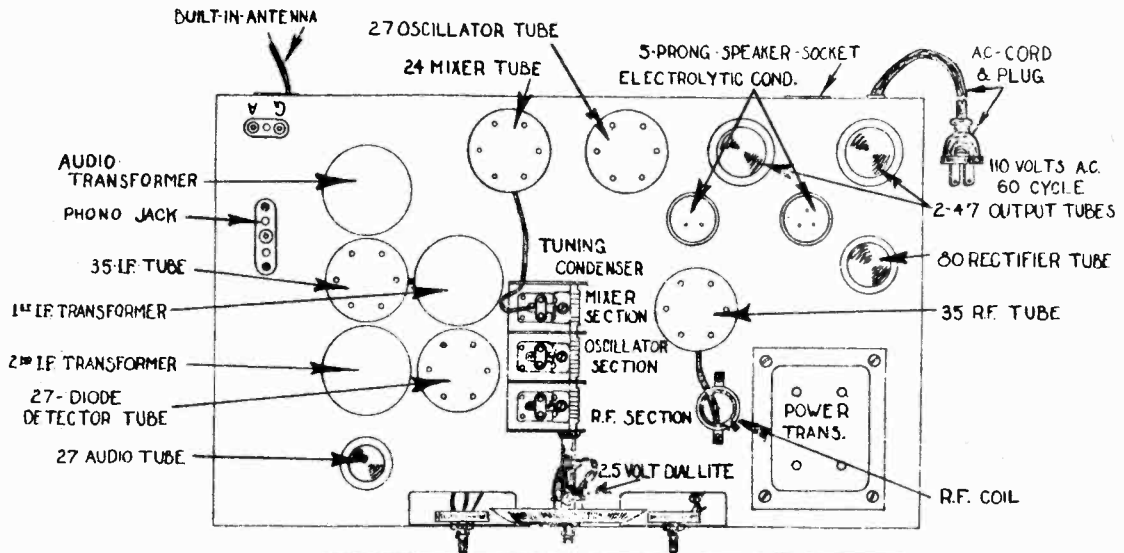 BUILT-IN-ANTENNA
27 OSCILLATOR TUBE
24 MIXER TUBE
5-PRONG-SPEAKER-SOCKET
ELECTROLYTIC COND.
AC-CORD
& PLUG
A G
AUDIO
TRANSFORMER
PHONO JACK
110 VOLTS A.C.
60 CYCLE
2-47 OUTPUT TUBES
35 I.F. TUBE
TUNING
CONDENSER
80 RECTIFIER TUBE
1ST I.F. TRANSFORMER
MIXER
SECTION
35 R.F. TUBE
2ND I.F. TRANSFORMER
OSCILLATOR
SECTION
27-DIODE
DETECTOR TUBE
R.F. SECTION
POWER
TRANS.
27 AUDIO TUBE
2.5 VOLT DIAL LITE
R.F. COIL